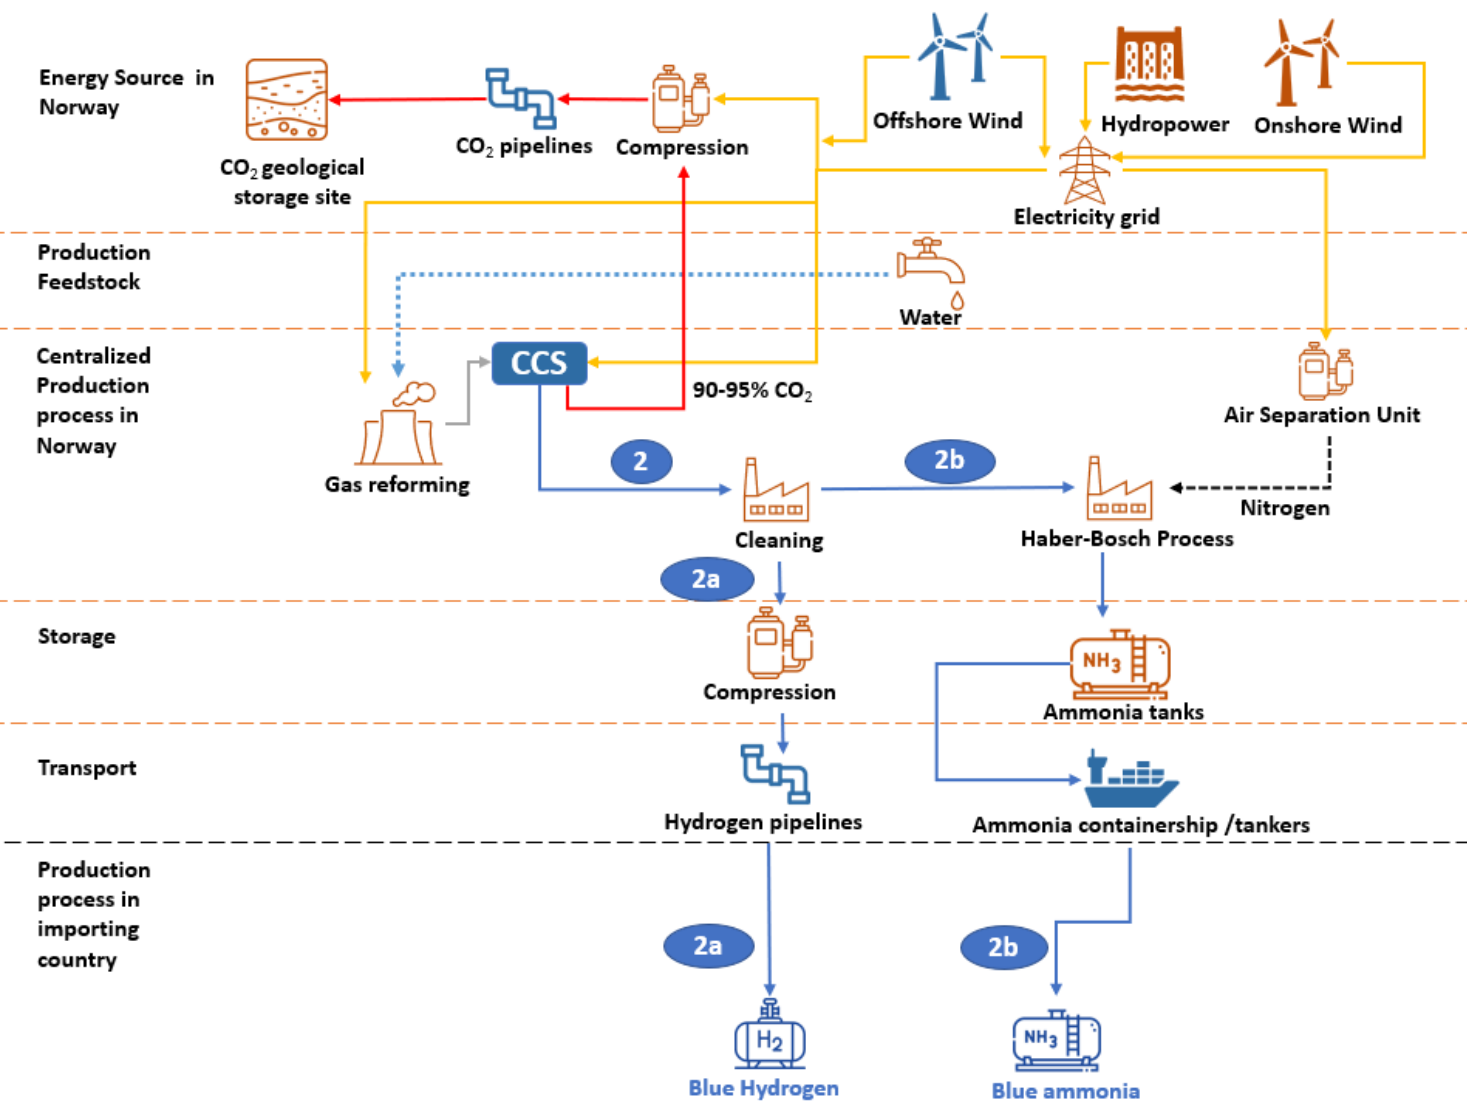 Energy Source in
Norway
CO2 geological
storage site
CO2 pipelines
Compression
Offshore Wind
Hydropower
Onshore Wind
Electricity grid
Production
Feedstock
Water
Centralized
Production
process in
Norway
CCS
90-95% CO2
Gas reforming
Air Separation Unit
2
2b
Nitrogen
Cleaning
Haber-Bosch Process
2a
Storage
Compression
NH3
Ammonia tanks
Transport
Hydrogen pipelines
Ammonia containership /tankers
Production
process in
importing
country
2a
2b
H2
Blue Hydrogen
NH3
Blue ammonia